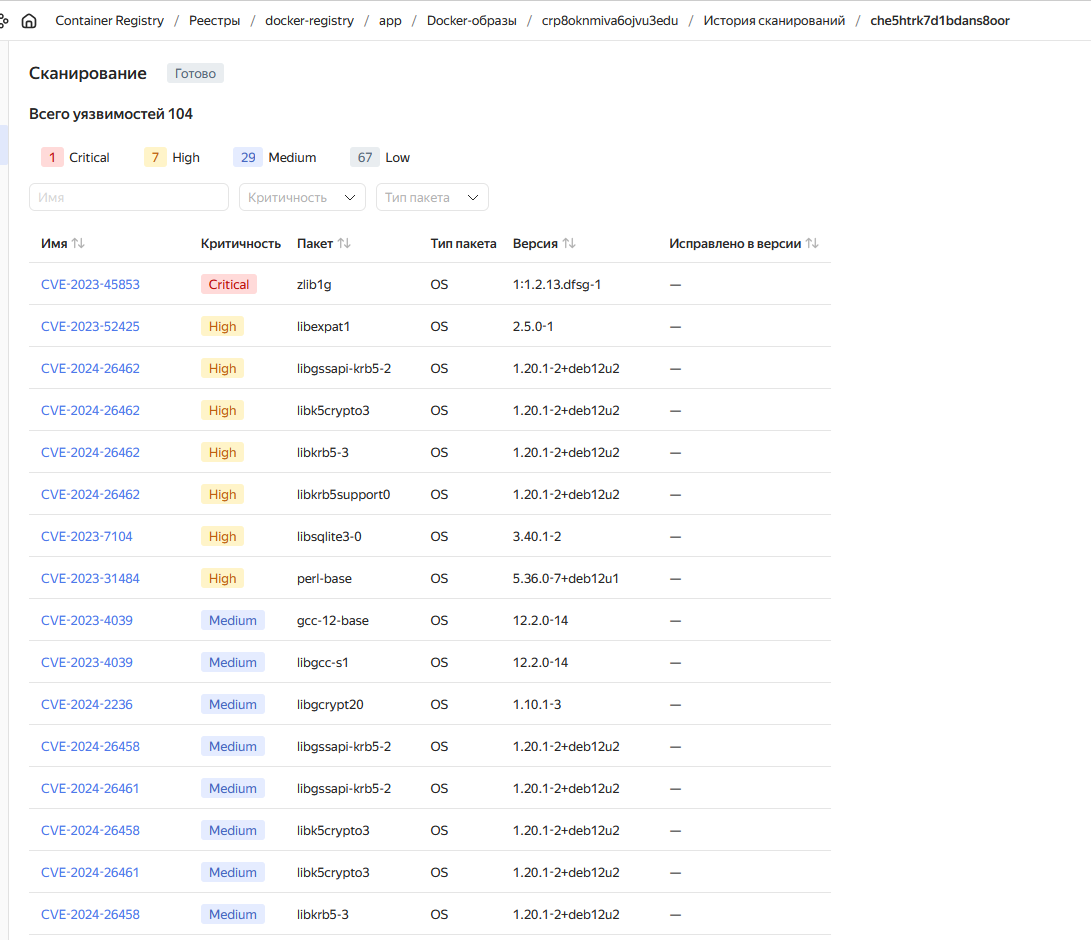 Container Registry / Реестры / docker-registry / app / Docker-образы / crp8oknmiva6ojvu3edu / История сканирований / che5htrk7d1bdans8oor
Сканирование Готово
Всего уязвимостей 104
1 Critical 7 High 29 Medium 67 Low
Имя Критичность Тип пакета
Имя Критичность Пакет Тип пакета Версия Исправлено в версии
CVE-2023-45853 Critical zlib1g OS 1:1.2.13.dfsg-1 —
CVE-2023-52425 High libexpat1 OS 2.5.0-1 —
CVE-2024-26462 High libgssapi-krb5-2 OS 1.20.1-2+deb12u2 —
CVE-2024-26462 High libk5crypto3 OS 1.20.1-2+deb12u2 —
CVE-2024-26462 High libkrb5-3 OS 1.20.1-2+deb12u2 —
CVE-2024-26462 High libkrb5support0 OS 1.20.1-2+deb12u2 —
CVE-2023-7104 High libsqlite3-0 OS 3.40.1-2 —
CVE-2023-31484 High perl-base OS 5.36.0-7+deb12u1 —
CVE-2023-4039 Medium gcc-12-base OS 12.2.0-14 —
CVE-2023-4039 Medium libgcc-s1 OS 12.2.0-14 —
CVE-2024-2236 Medium libgcrypt20 OS 1.10.1-3 —
CVE-2024-26458 Medium libgssapi-krb5-2 OS 1.20.1-2+deb12u2 —
CVE-2024-26461 Medium libgssapi-krb5-2 OS 1.20.1-2+deb12u2 —
CVE-2024-26458 Medium libk5crypto3 OS 1.20.1-2+deb12u2 —
CVE-2024-26461 Medium libk5crypto3 OS 1.20.1-2+deb12u2 —
CVE-2024-26458 Medium libkrb5-3 OS 1.20.1-2+deb12u2 —